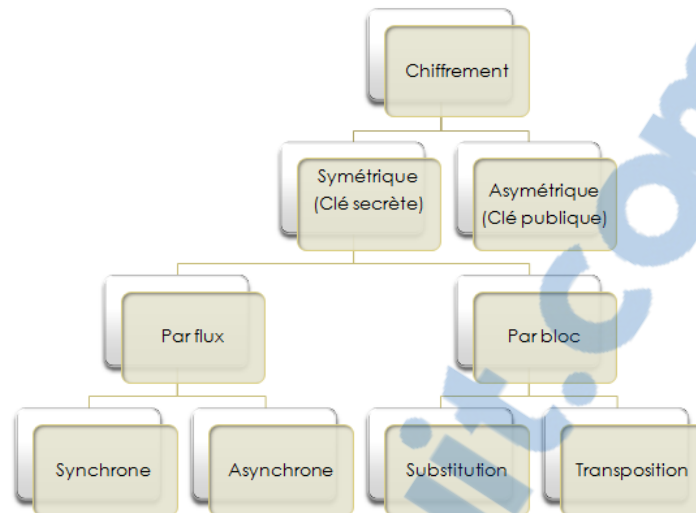 Chiffrement
Symétrique
(Clé secrète)
Asymétrique
(Clé publique)
Par flux
Par bloc
Synchrone
Asynchrone
Substitution
Transposition